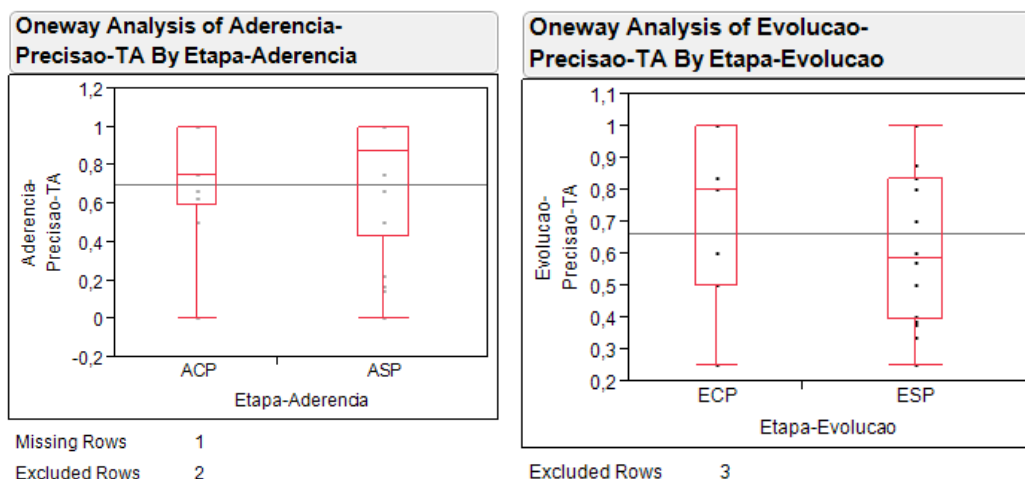 Oneway Analysis of Aderencia-
Precisao-TA By Etapa-Aderencia
1,2
1
0,8
0,6
0,4
0,2
0
-0,2
Aderencia-
Precisao-TA
ACP
ASP
Etapa-Aderencia
Missing Rows 1
Excluded Rows 2
Oneway Analysis of Evolucao-
Precisao-TA By Etapa-Evolucao
1,1
1
0,9
0,8
0,7
0,6
0,5
0,4
0,3
0,2
Evolucao-
Precisao-TA
ECP
ESP
Etapa-Evolucao
Excluded Rows 3